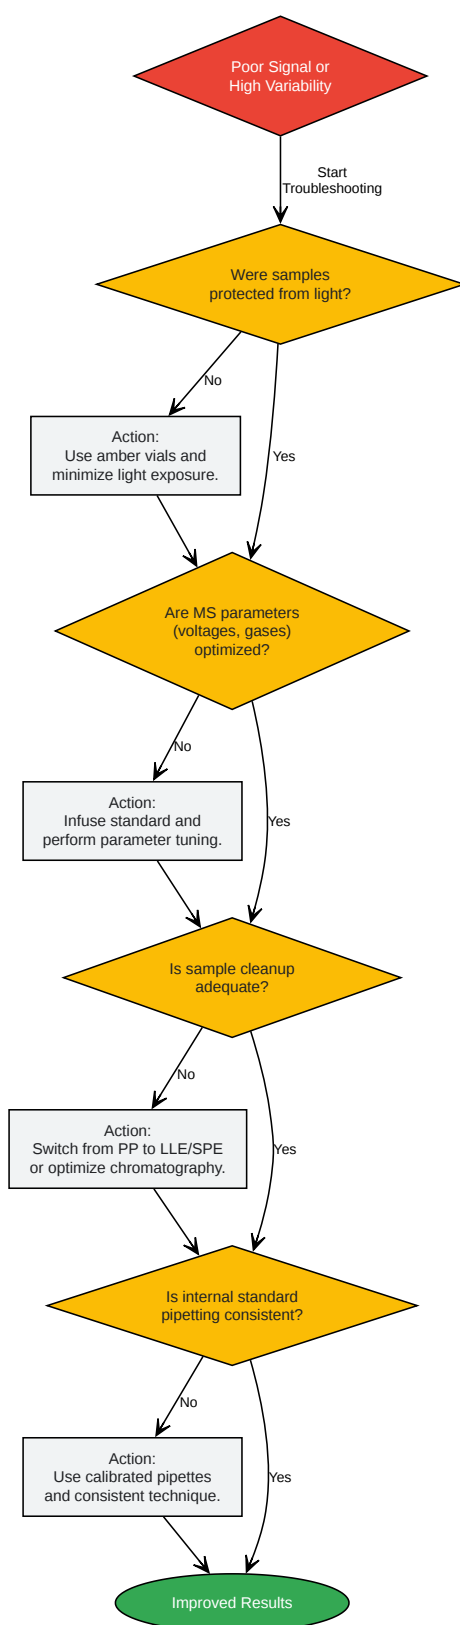 Poor Signal or
High Variability
Start
Troubleshooting
Were samples
protected from light?
No
Yes
Action:
Use amber vials and
minimize light exposure.
Are MS parameters
(voltages, gases)
optimized?
No
Yes
Action:
Infuse standard and
perform parameter tuning.
Is sample cleanup
adequate?
No
Yes
Action:
Switch from PP to LLE/SPE
or optimize chromatography.
Is internal standard
pipetting consistent?
No
Yes
Action:
Use calibrated pipettes
and consistent technique.
Improved Results